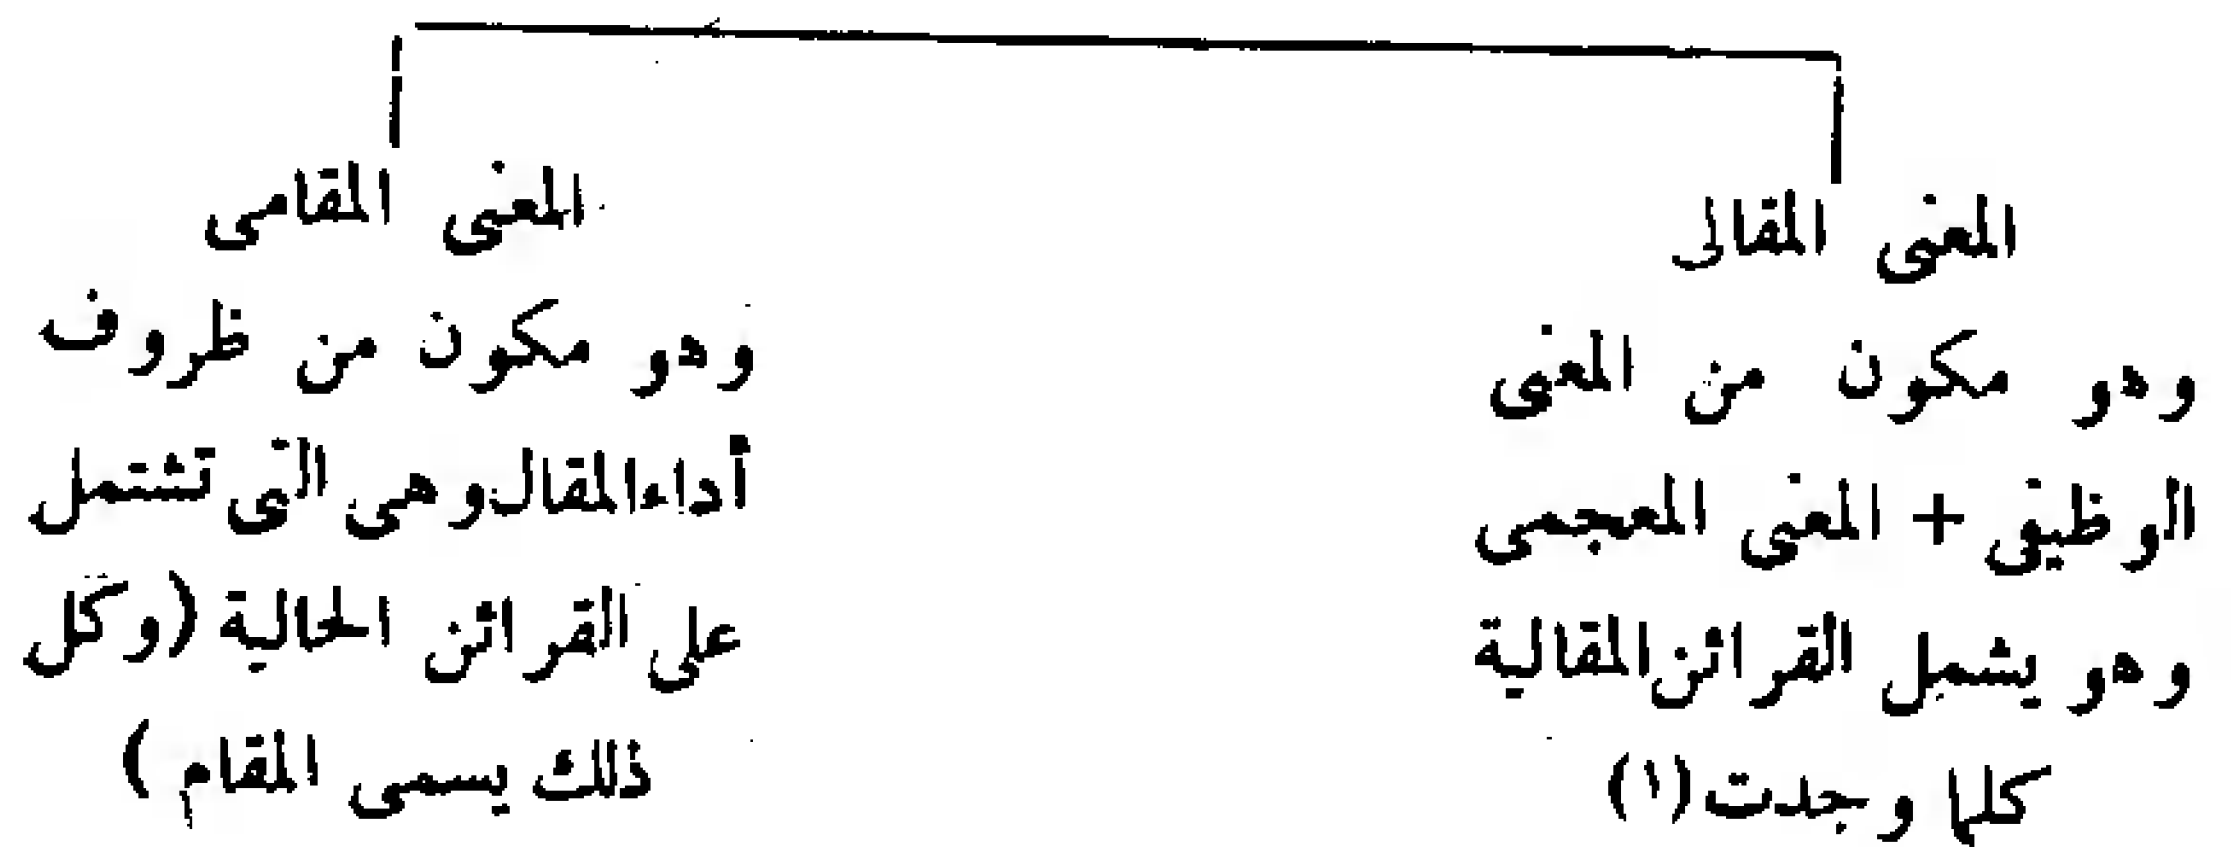 المعنى المقالى
وهو مكون من المعنى
الوظيفى + المعنى المعجمى
وهو يشمل القرائن المقالية
كلما وجدت (١)
المعنى المقامى
وهو مكون من ظروف
أداء المقال وهى التى تشتمل
على القرائن الحالية (وكل
ذلك يسمى المقام)